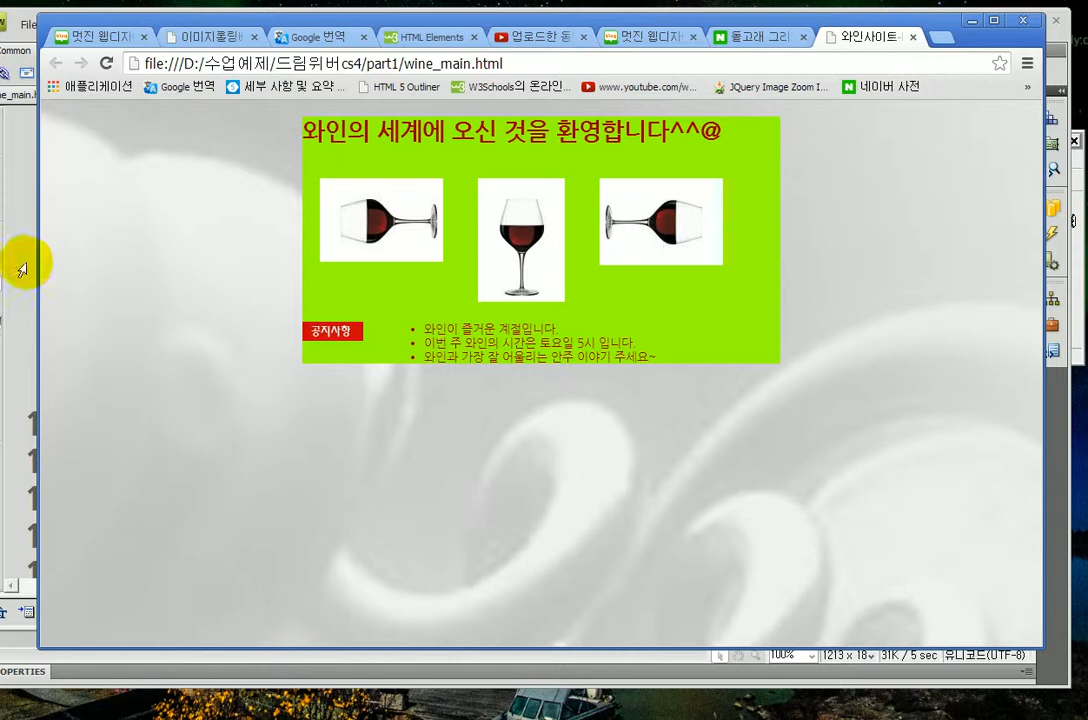 File
멋진 웹디자
이미지롤링
Google 번역
HTML Elements
업로드한 동
멋진 웹디자
돌고래 그리
와인사이트-
file:///D:/수업예제/드림위버cs4/part1/wine_main.html
Common
애플리케이션
Google 번역
세부 사항 및 요약 ...
HTML 5 Outliner
W3Schools의 온라인...
www.youtube.com/w...
JQuery Image Zoom I...
네이버 사전
»
와인의 세계에 오신 것을 환영합니다^^@
공지사항
• 와인이 즐거운 계절입니다.
• 이번 주 와인의 시간은 토요일 5시 입니다.
• 와인과 가장 잘 어울리는 안주 이야기 주세요~
100%
1213 x 18
31K / 5 sec
유니코드(UTF-8)
OPERTIES